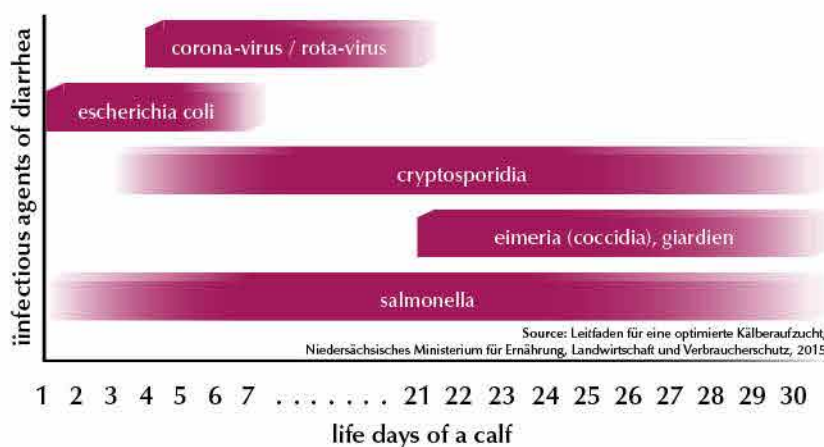 corona-virus / rota-virus
escherichia coli
cryptosporidia
eimeria (coccidia), giardien
salmonella
Source: Leitfaden für eine optimierte Kälberaufzucht,
Niedersächsisches Ministerium für Ernährung, Landwirtschaft und Verbraucherschutz, 2015
iinfectious agents of diarrhea
1 2 3 4 5 6 7 . . . . . . . 21 22 23 24 25 26 27 28 29 30
life days of a calf